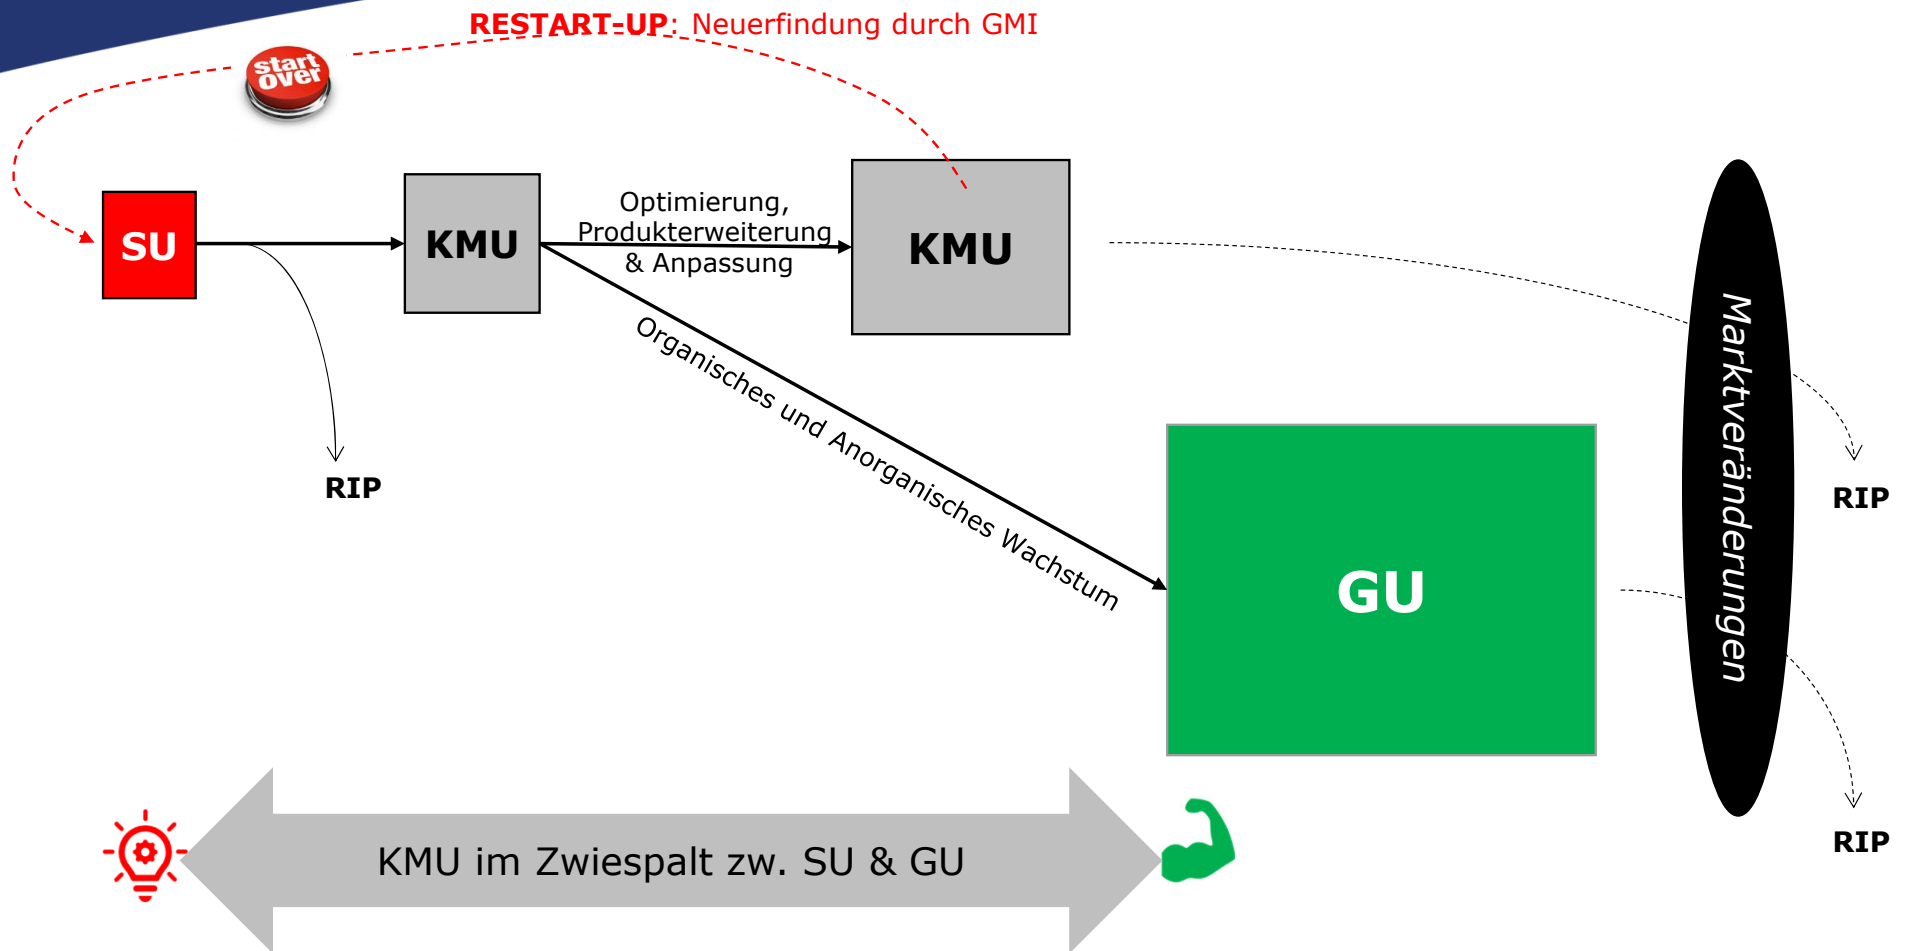 RESTART-UP: Neuerfindung durch GMI
start
over
SU
KMU
Optimierung,
Produkterweiterung
& Anpassung
KMU
Organisches und Anorganisches Wachstum
RIP
GU
Marktveränderungen
RIP
RIP
KMU im Zwiespalt zw. SU & GU